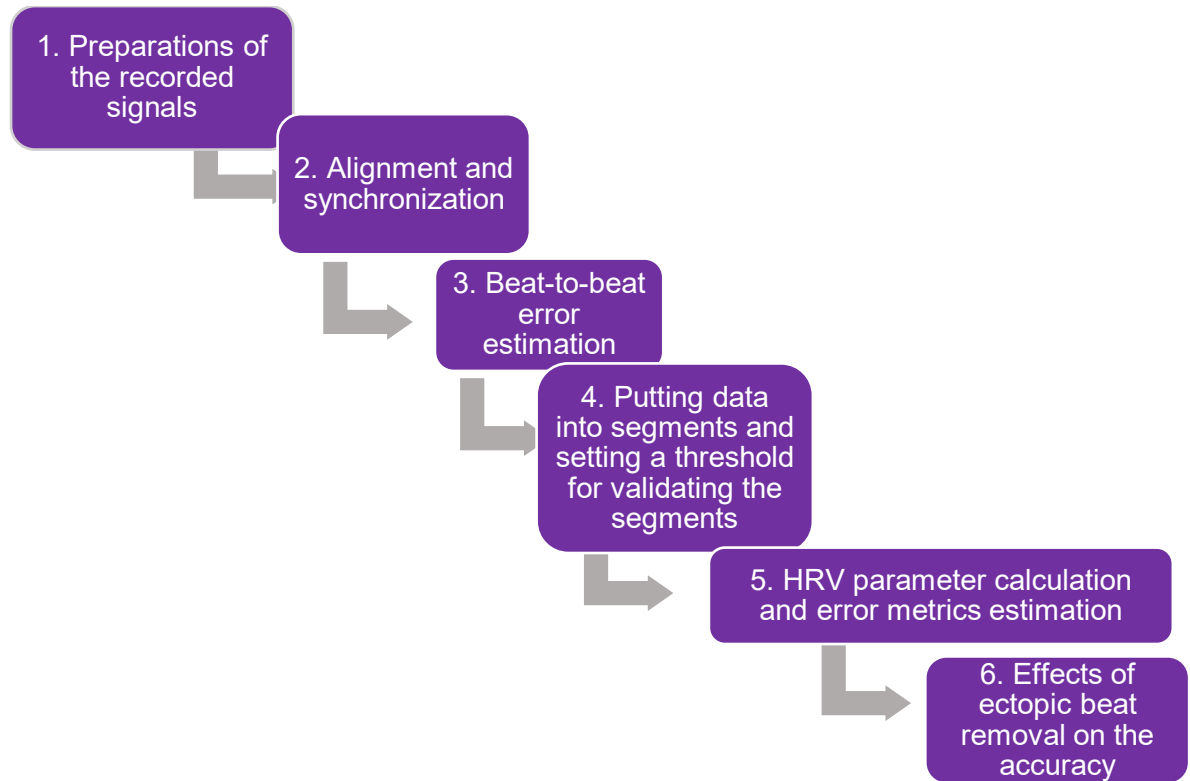 1. Preparations of
the recorded
signals
2. Alignment and
synchronization
3. Beat-to-beat
error
estimation
4. Putting data
into segments and
setting a threshold
for validating the
segments
5. HRV parameter calculation
and error metrics estimation
6. Effects of
ectopic beat
removal on the
accuracy